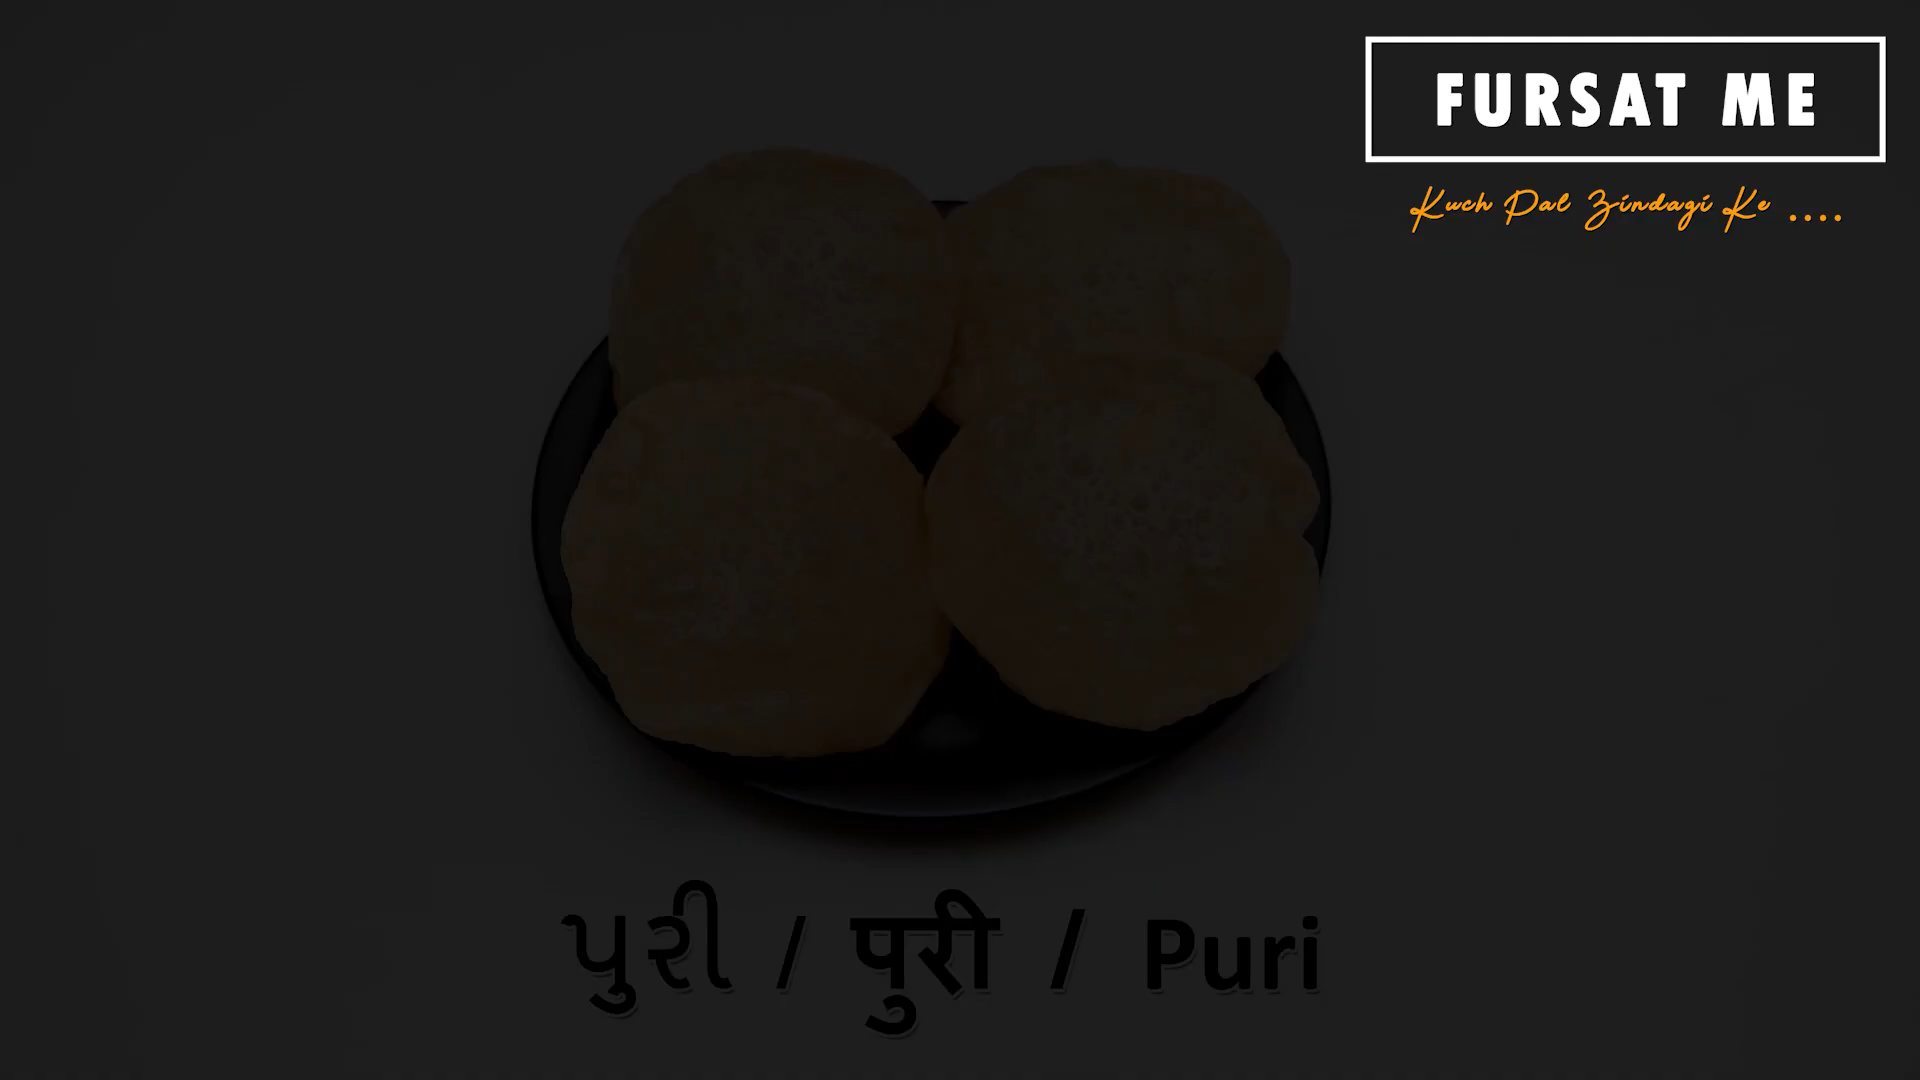 FURSAT ME
Kuch Pal Zindagi Ke ....
પુરી / पुरी / Puri